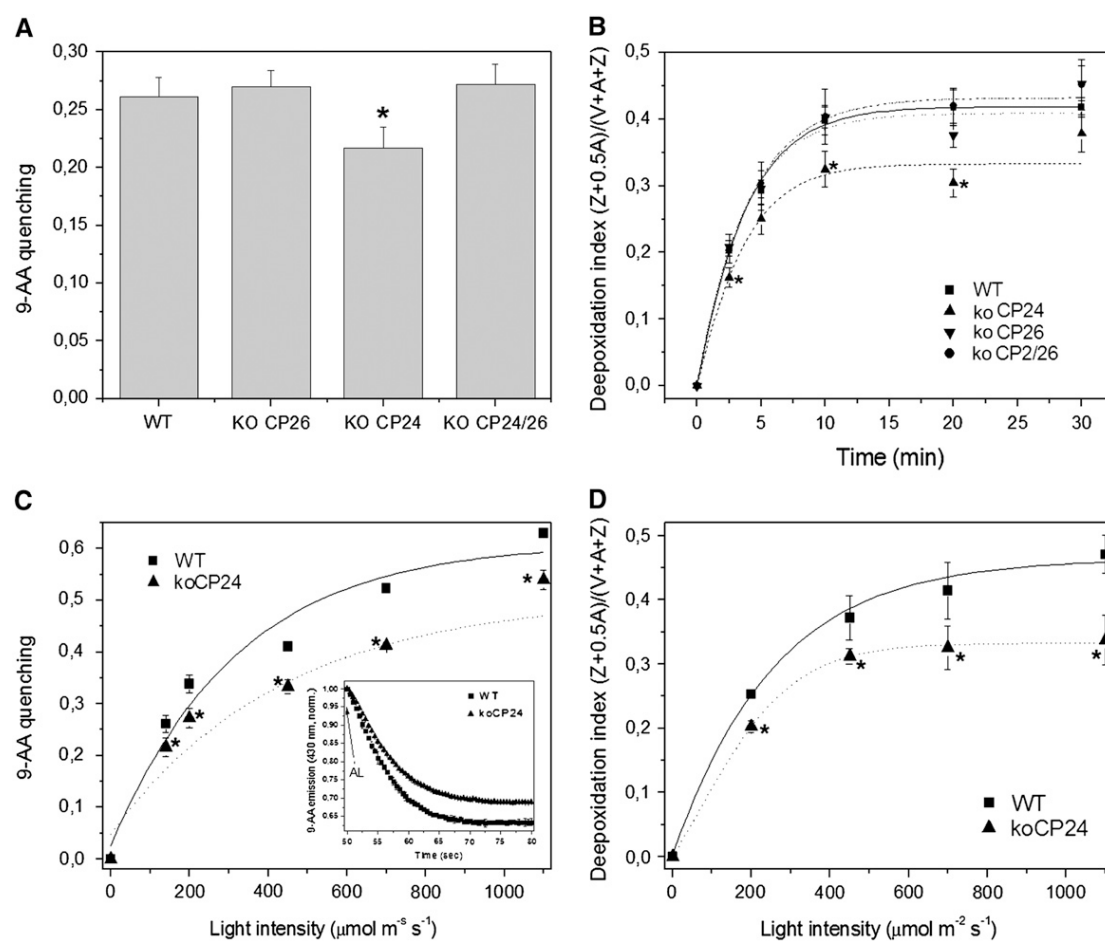 A
9-AA quenching
0,30
0,25
0,20
0,15
0,10
0,05
0,00
*
WT
KO CP26
KO CP24
KO CP24/26
B
Deepoxidation index (Z+0.5A)/(V+A+Z)
0,5
0,4
0,3
0,2
0,1
0,0
*
*
*
WT
ko CP24
ko CP26
ko CP2/26
0
5
10
15
20
25
30
Time (min)
C
9-AA quenching
0,6
0,5
0,4
0,3
0,2
0,1
0,0
WT
koCP24
*
*
*
*
*
9-AA emission (430 nm, norm.)
1.00
0.95
0.90
0.85
0.80
0.75
0.70
0.65
WT
koCP24
AL
50
55
60
65
70
75
80
Time (sec)
0
200
400
600
800
1000
Light intensity (μmol m-s s-1)
D
Deepoxidation index (Z+0.5A)/(V+A+Z)
0,5
0,4
0,3
0,2
0,1
0,0
*
*
*
*
WT
koCP24
0
200
400
600
800
1000
Light intensity (μmol m-2 s-1)